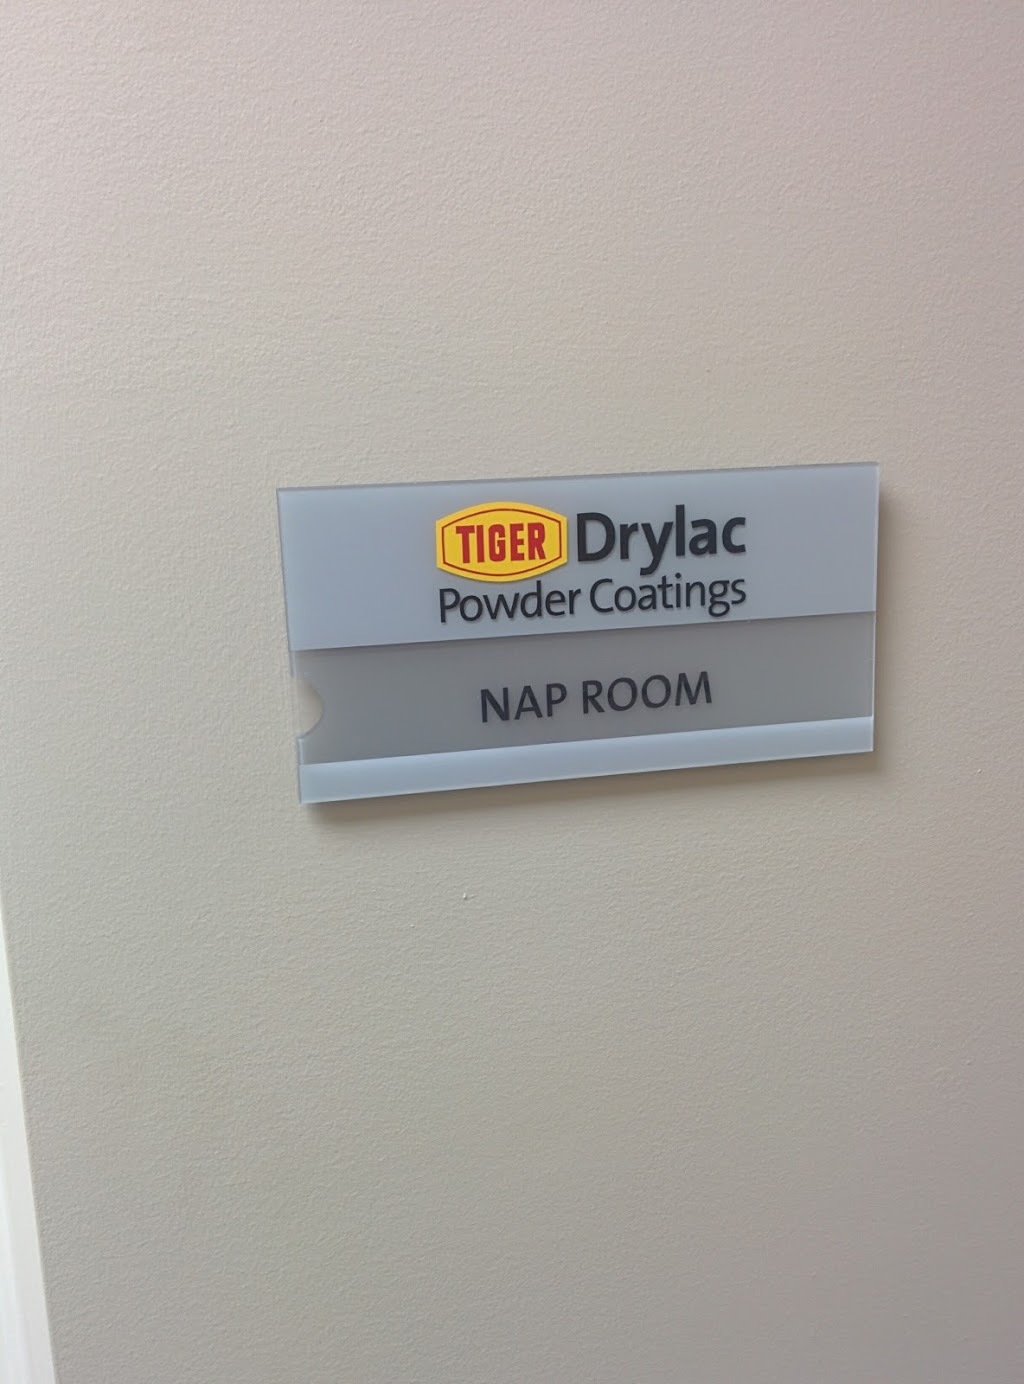 TIGER Drylac
Powder Coatings
NAP ROOM